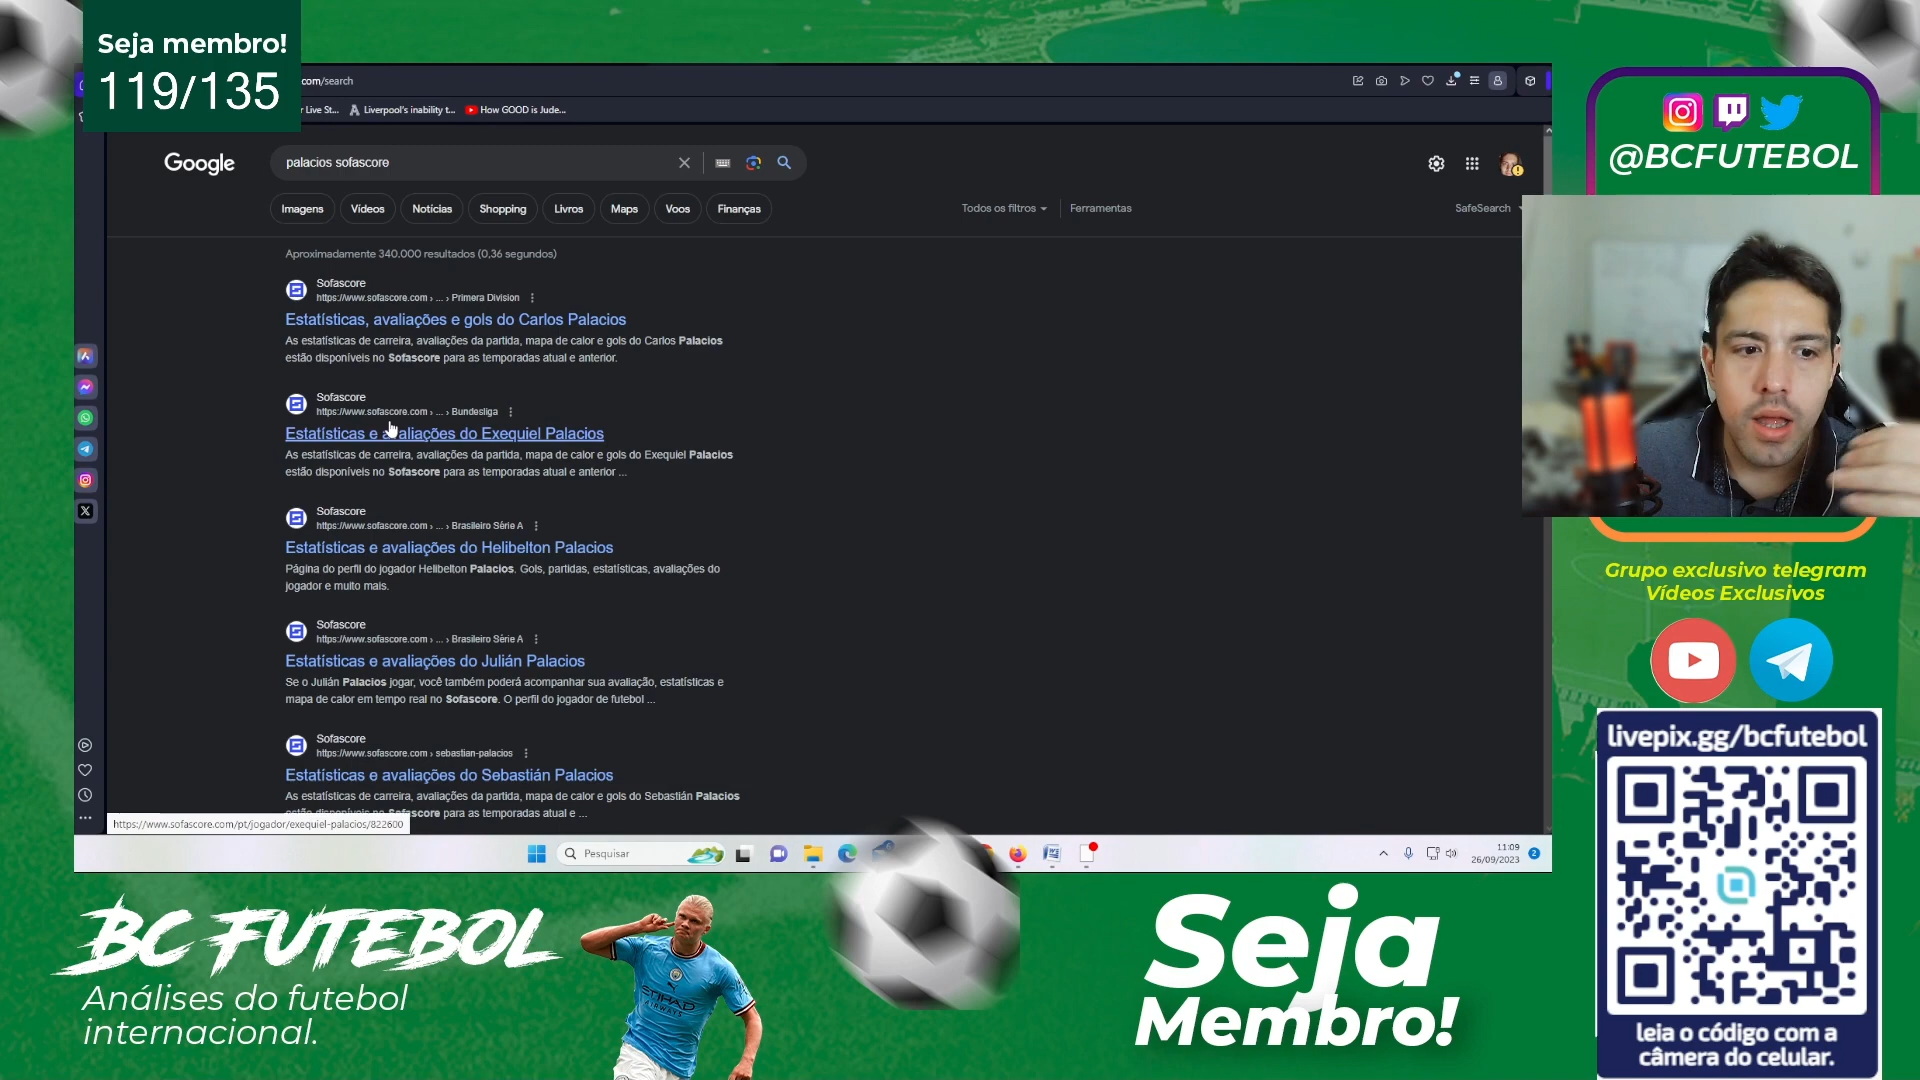 Seja membro!
119/135
com/search
r Live St...
Liverpool's inability t...
How GOOD is Jude...
Google
palacios sofascore
Imagens
Vídeos
Notícias
Shopping
Livros
Maps
Voos
Finanças
Todos os filtros
Ferramentas
SafeSearch
Aproximadamente 340.000 resultados (0,36 segundos)
Sofascore
https://www.sofascore.com › ... › Primera Division
Estatísticas, avaliações e gols do Carlos Palacios
As estatísticas de carreira, avaliações da partida, mapa de calor e gols do Carlos Palacios
estão disponíveis no Sofascore para as temporadas atual e anterior.
Sofascore
https://www.sofascore.com › ... › Bundesliga
Estatísticas e avaliações do Exequiel Palacios
As estatísticas de carreira, avaliações da partida, mapa de calor e gols do Exequiel Palacios
estão disponíveis no Sofascore para as temporadas atual e anterior ...
Sofascore
https://www.sofascore.com › ... › Brasileiro Série A
Estatísticas e avaliações do Helibelton Palacios
Página do perfil do jogador Helibelton Palacios. Gols, partidas, estatísticas, avaliações do
jogador e muito mais.
Sofascore
https://www.sofascore.com › ... › Brasileiro Série A
Estatísticas e avaliações do Julián Palacios
Se o Julián Palacios jogar, você também poderá acompanhar sua avaliação, estatísticas e
mapa de calor em tempo real no Sofascore. O perfil do jogador de futebol ...
Sofascore
https://www.sofascore.com › sebastian-palacios
Estatísticas e avaliações do Sebastián Palacios
As estatísticas de carreira, avaliações da partida, mapa de calor e gols do Sebastián Palacios
estão disponíveis no Sofascore para as temporadas atual e ...
https://www.sofascore.com/pt/jogador/exequiel-palacios/822600
Pesquisar
11:09
26/09/2023
2
@BCFUTEBOL
Grupo exclusivo telegram
Vídeos Exclusivos
livepix.gg/bcfutebol
leia o código com a
câmera do celular.
BC FUTEBOL
Análises do futebol
internacional.
ETIHAD
AIRWAYS
Seja
Membro!